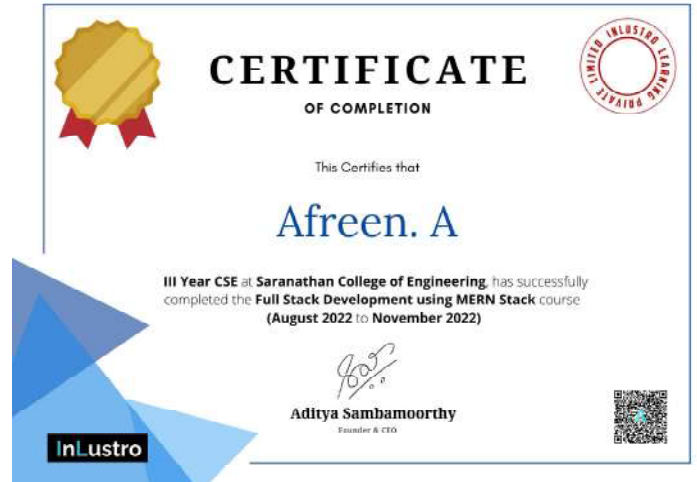 CERTIFICATE
INLUSTRO LEARNING PRIVATE LIMITED
OF COMPLETION
This Certifies that
Afreen. A
III Year CSE at Saranathan College of Engineering, has successfully
completed the Full Stack Development using MERN Stack course
(August 2022 to November 2022)
Aditya Sambamoorthy
Founder & CEO
InLustro